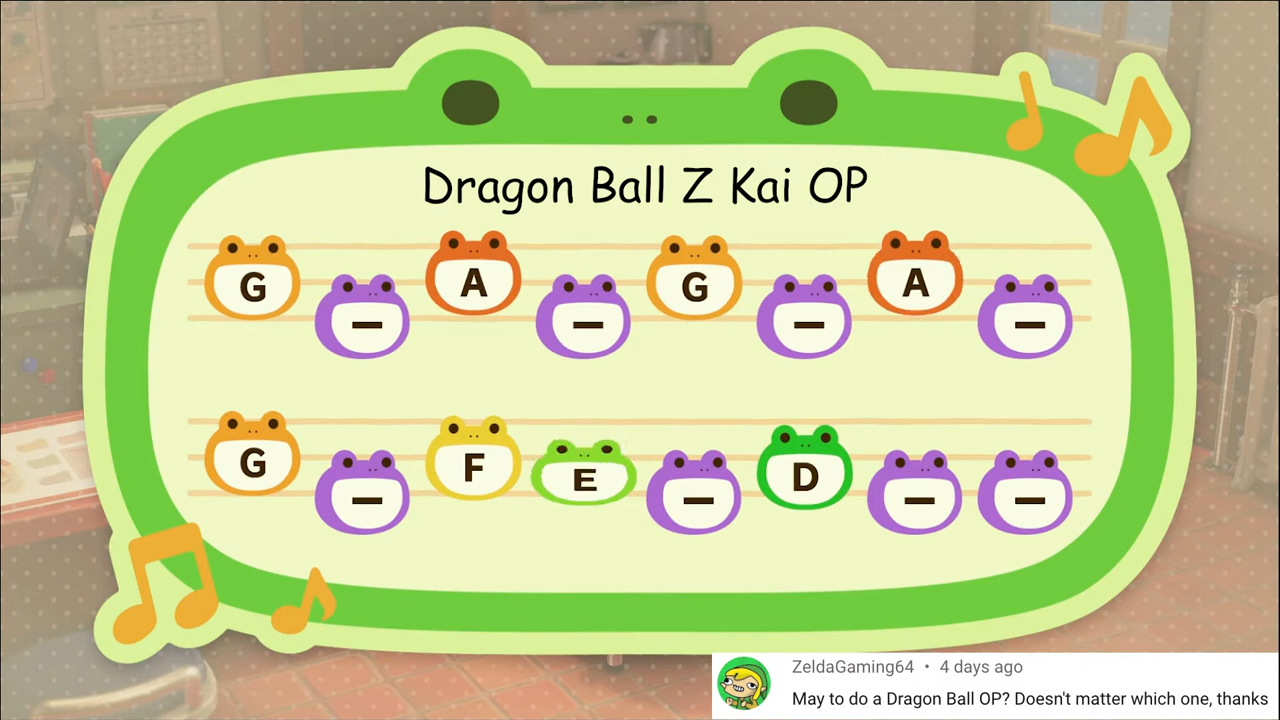 Dragon Ball Z Kai OP
G – A – G – A –
G – F E – D – –
ZeldaGaming64 • 4 days ago
May to do a Dragon Ball OP? Doesn't matter which one, thanks